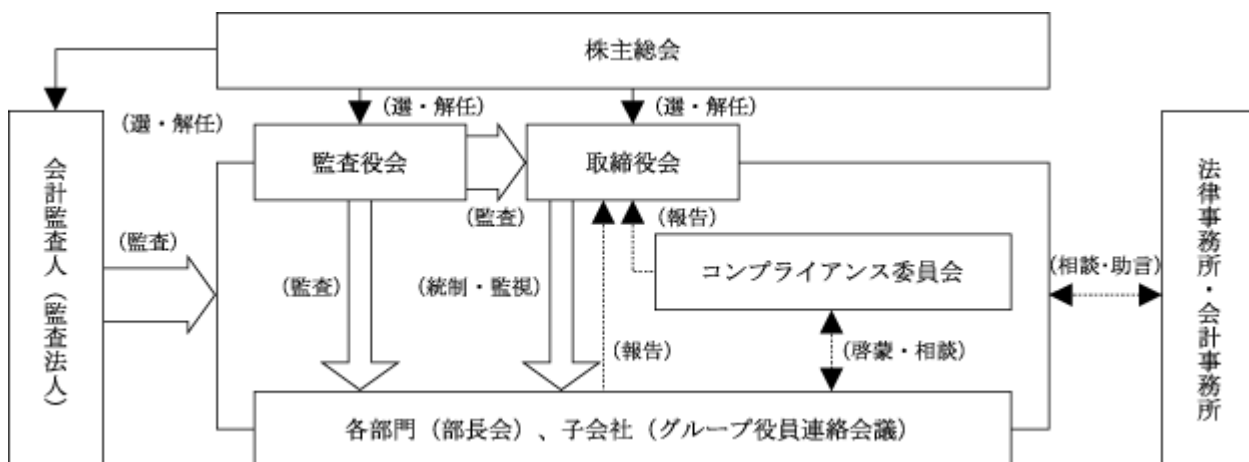 株主総会
(選・解任)
(選・解任)
(選・解任)
監査役会
取締役会
(監査)
(報告)
会計監査人(監査法人)
(監査)
コンプライアンス委員会
(監査)
(統制・監視)
(相談・助言)
法律事務所・会計事務所
(報告)
(啓蒙・相談)
各部門(部長会)、子会社(グループ役員連絡会議)